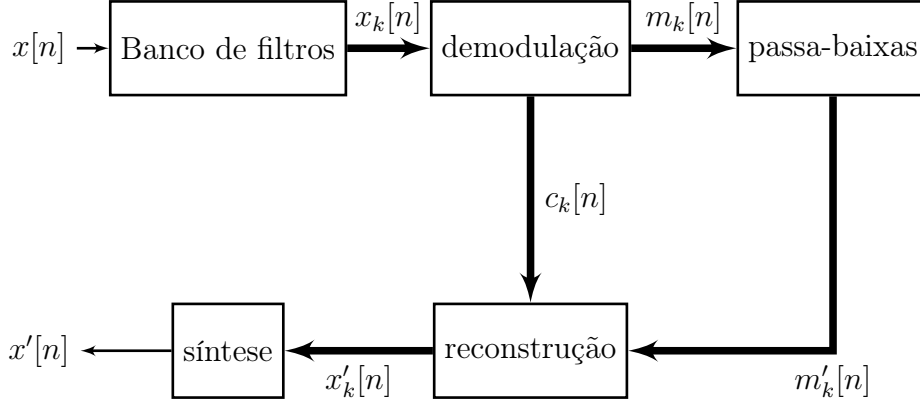 x[n]
Banco de filtros
x_k[n]
demodulação
m_k[n]
passa-baixas
c_k[n]
x'[n]
síntese
x'_k[n]
reconstrução
m'_k[n]